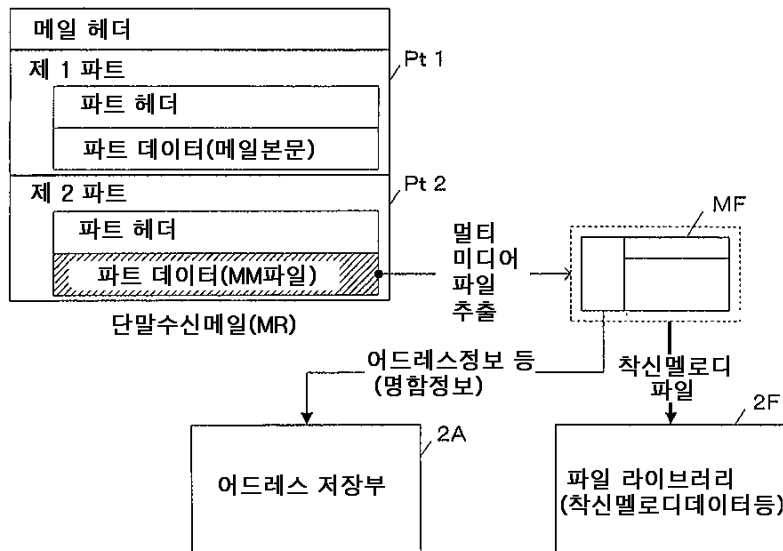 메일 헤더
제 1 파트
Pt 1
파트 헤더
파트 데이터(메일본문)
제 2 파트
Pt 2
파트 헤더
파트 데이터(MM파일)
단말수신메일(MR)
멀티
미디어
파일
추출
MF
어드레스정보 등
(명함정보)
착신멜로디
파일
2A
어드레스 저장부
2F
파일 라이브러리
(착신멜로디데이터등)